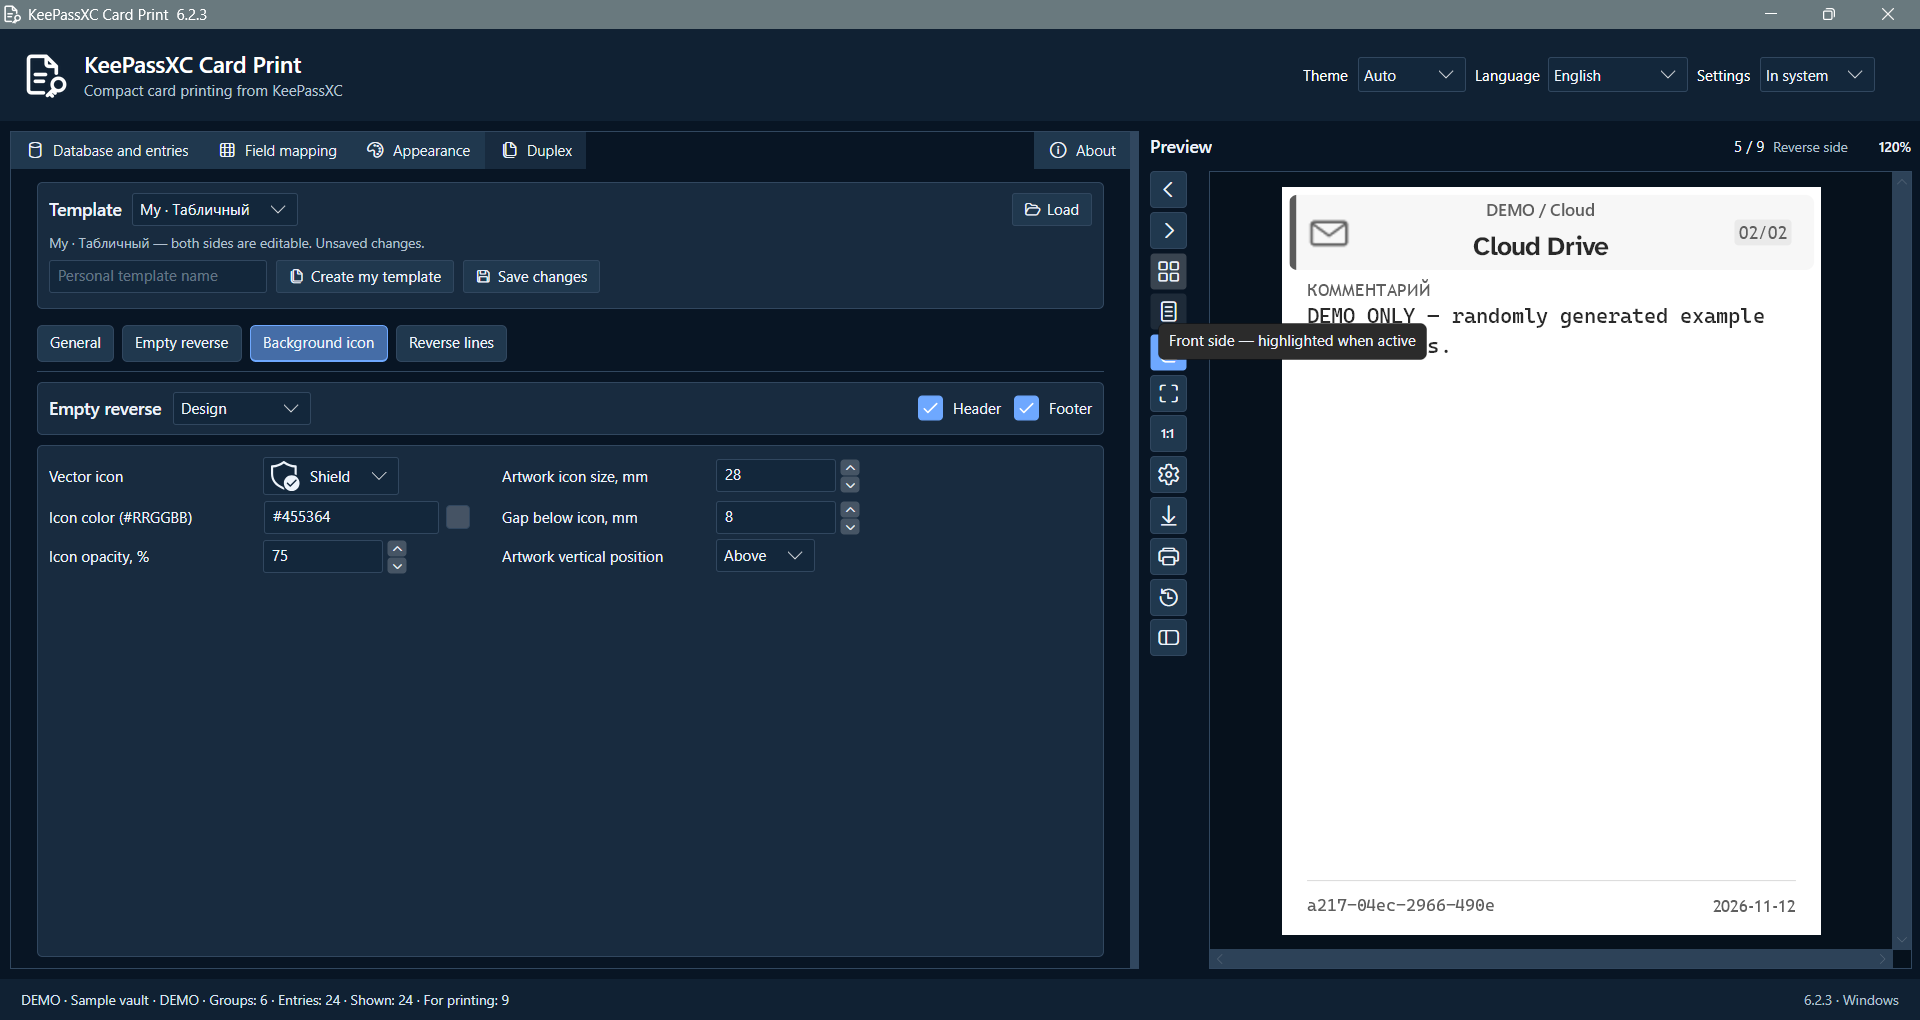 KeePassXC Card Print 6.2.3
KeePassXC Card Print
Compact card printing from KeePassXC
Theme Auto Language English Settings In system
Database and entries Field mapping Appearance Duplex About
Template My · Табличный Load
My · Табличный — both sides are editable. Unsaved changes.
Personal template name Create my template Save changes
General Empty reverse Background icon Reverse lines
Empty reverse Design Header Footer
Vector icon Shield Artwork icon size, mm 28
Icon color (#RRGGBB) #455364 Gap below icon, mm 8
Icon opacity, % 75 Artwork vertical position Above
Preview 5 / 9 Reverse side 120%
1:1
Front side — highlighted when active
DEMO / Cloud
Cloud Drive
02/02
КОММЕНТАРИЙ
DEMO ONLY — randomly generated example
s.
a217-04ec-2966-490e 2026-11-12
DEMO · Sample vault · DEMO · Groups: 6 · Entries: 24 · Shown: 24 · For printing: 9
6.2.3 · Windows